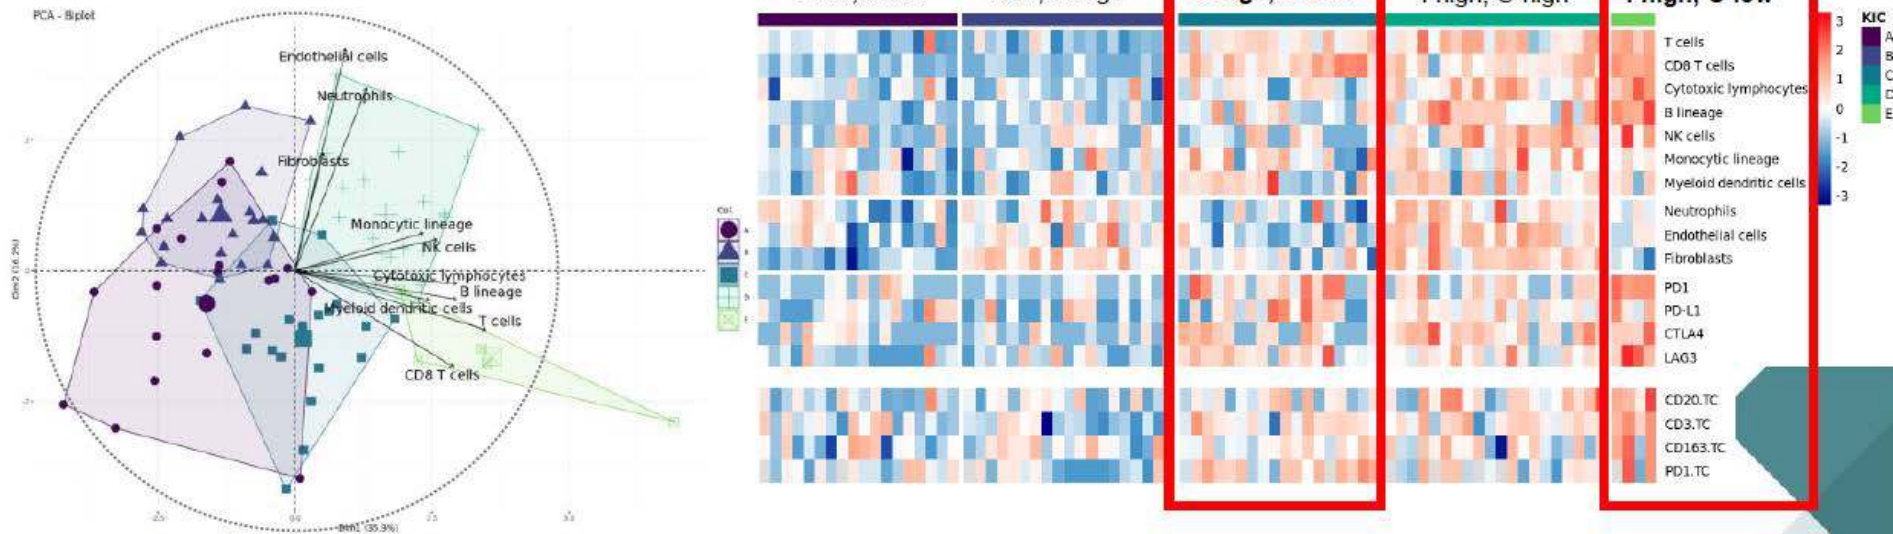 PCA - Biplot
Endothelial cells
Neutrophils
Fibroblasts
Monocytic lineage
NK cells
Cytotoxic lymphocytes
B lineage
Myeloid dendritic cells
T cells
CD8 T cells
Dim2 (16.2%)
-2.5
0.0
2.5
5.0
Dim1 (35.9%)
T cells
CD8 T cells
Cytotoxic lymphocytes
B lineage
NK cells
Monocytic lineage
Myeloid dendritic cells
Neutrophils
Endothelial cells
Fibroblasts
PD1
PD-L1
CTLA4
LAG3
CD20.TC
CD3.TC
CD163.TC
PD1.TC
3
2
1
0
-1
-2
-3
KIC
A
B
C
D
E